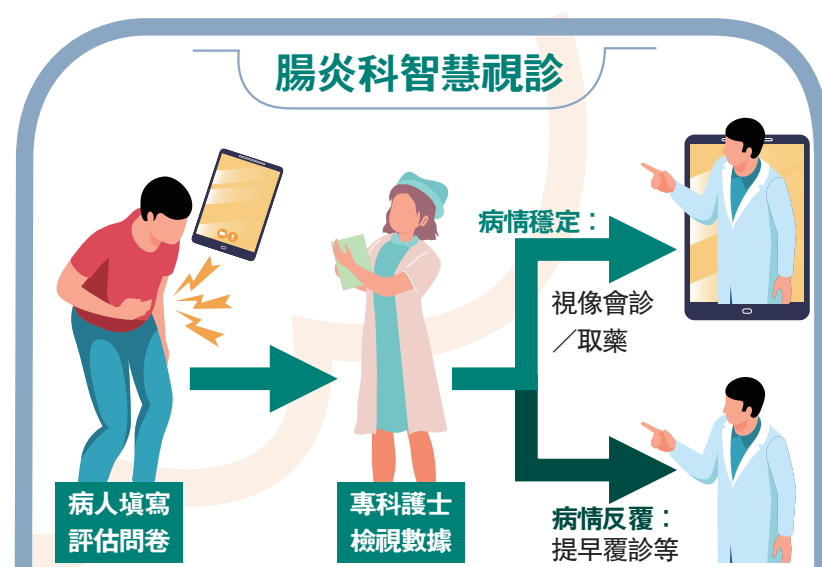 腸炎科智慧視診
病情穩定：
視像會診
／取藥
病人填寫
評估問卷
專科護士
檢視數據
病情反覆：
提早覆診等